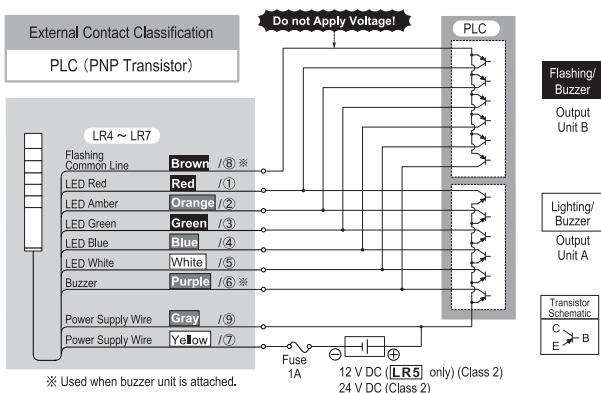 External Contact Classification
PLC (PNP Transistor)
Do not Apply Voltage!
PLC
Flashing/
Buzzer
Output
Unit B
LR4 ~ LR7
Flashing
Common Line Brown /⑧ ※
LED Red Red /①
LED Amber Orange /②
LED Green Green /③
LED Blue Blue /④
LED White White /⑤
Buzzer Purple /⑥ ※
Power Supply Wire Gray /⑨
Power Supply Wire Yellow /⑦
Lighting/
Buzzer
Output
Unit A
Transistor
Schematic
C
B
E
Fuse
1A
⊖ ⊕
12 V DC (LR5 only) (Class 2)
24 V DC (Class 2)
※ Used when buzzer unit is attached.